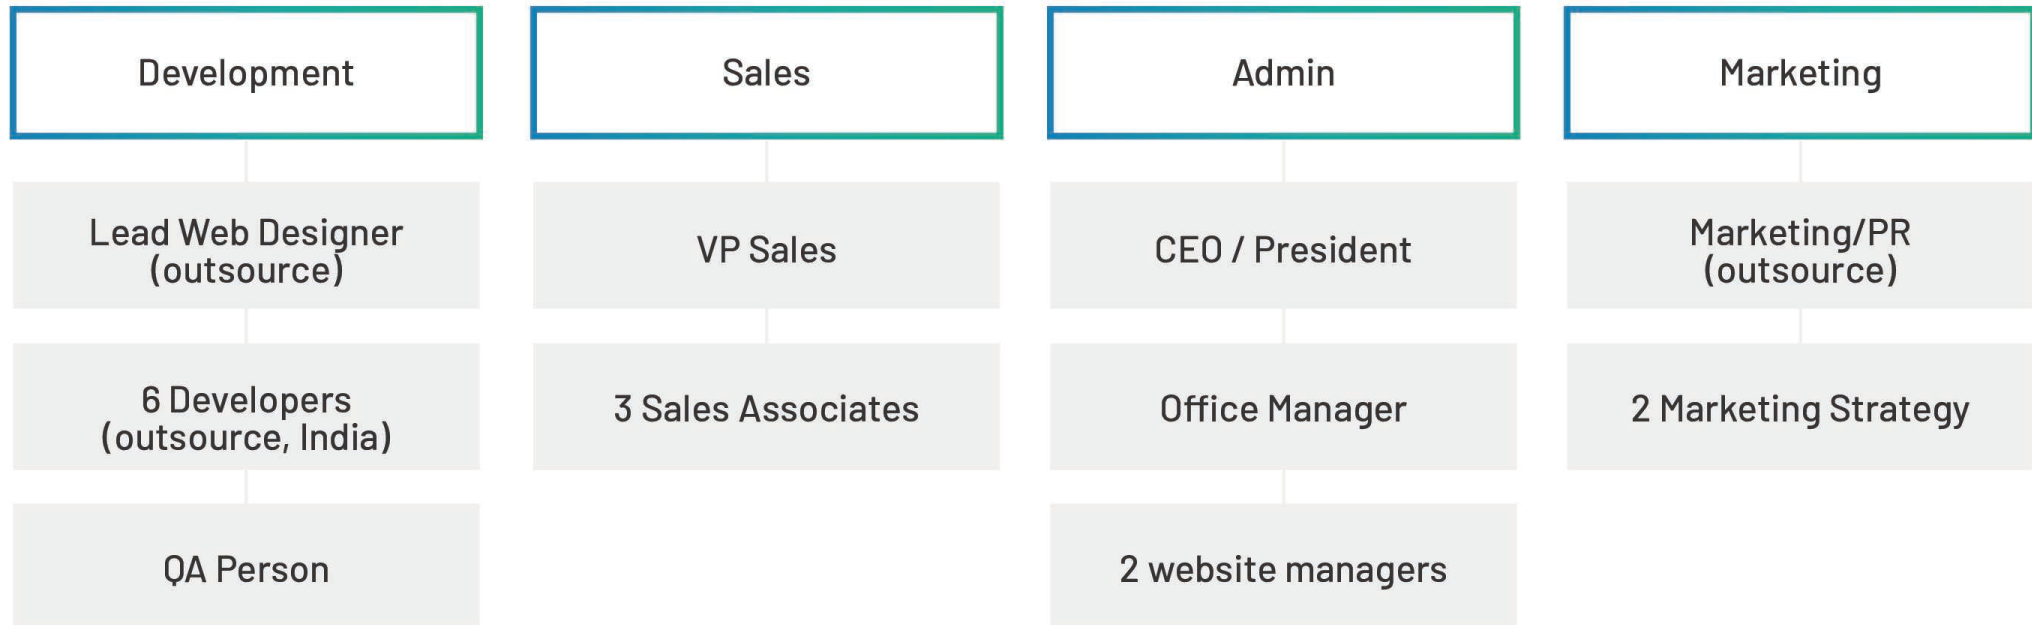 Development
Lead Web Designer
(outsource)
6 Developers
(outsource, India)
QA Person
Sales
VP Sales
3 Sales Associates
Admin
CEO / President
Office Manager
2 website managers
Marketing
Marketing/PR
(outsource)
2 Marketing Strategy